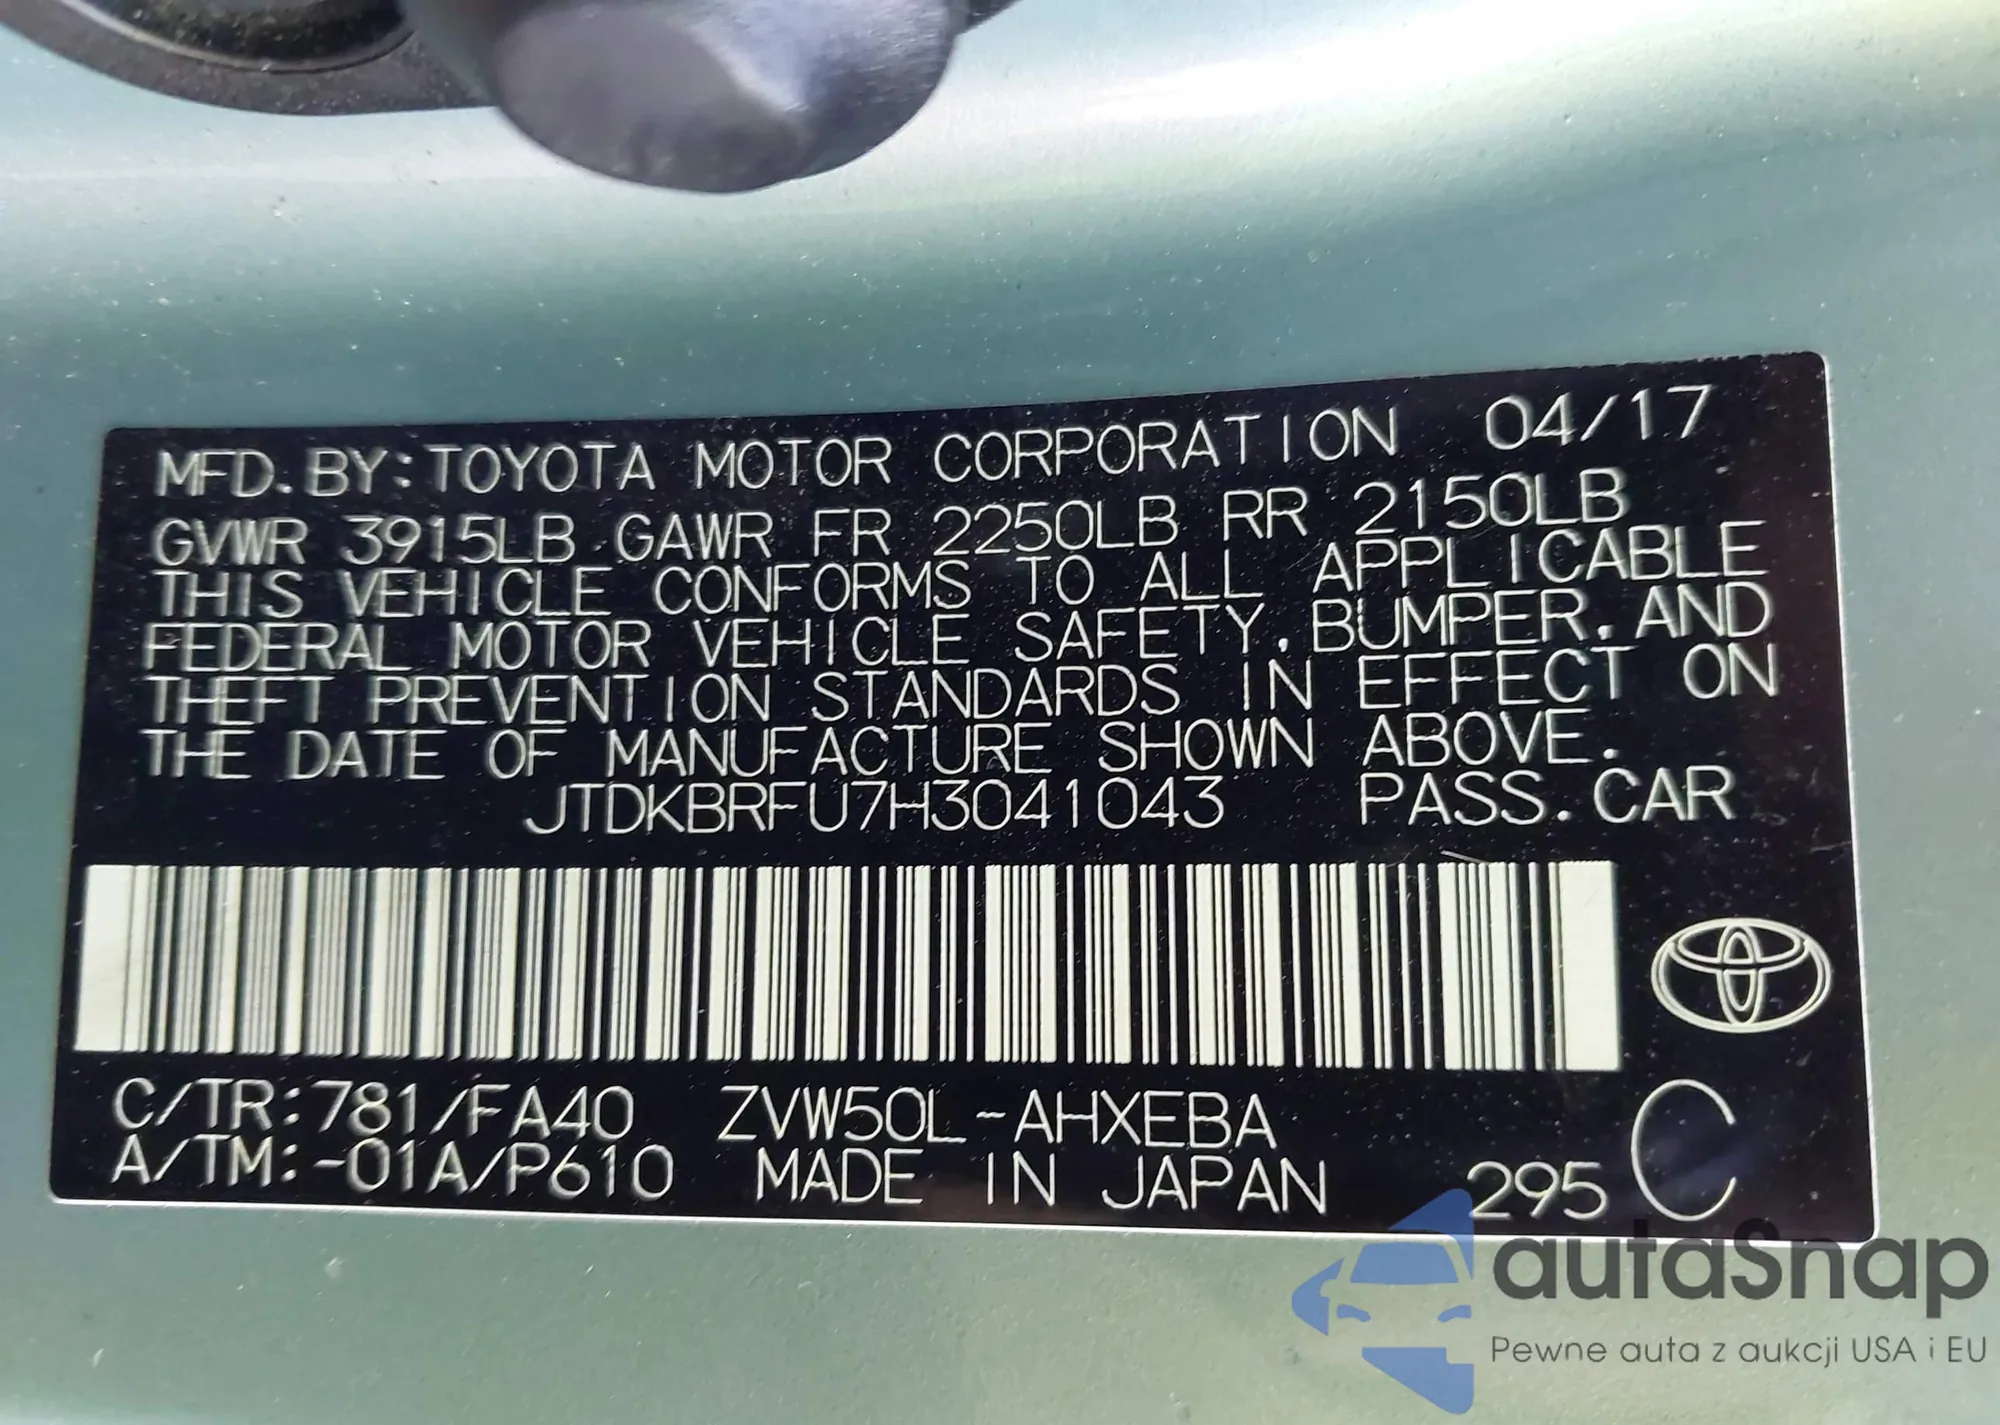 MFD. BY: TOYOTA MOTOR CORPORATION 04/17
GVWR 3915LB GAWR FR 2250LB RR 2150LB
THIS VEHICLE CONFORMS TO ALL APPLICABLE
FEDERAL MOTOR VEHICLE SAFETY, BUMPER, AND
THEFT PREVENTION STANDARDS IN EFFECT ON
THE DATE OF MANUFACTURE SHOWN ABOVE.
JTDKBRFU7H3041043 PASS. CAR
C/TR: 781/FA40 ZVW50L-AHXEBA
A/TM: -01A/P610 MADE IN JAPAN 295 C
autaSnap
Pewne auta z aukcji USA i EU